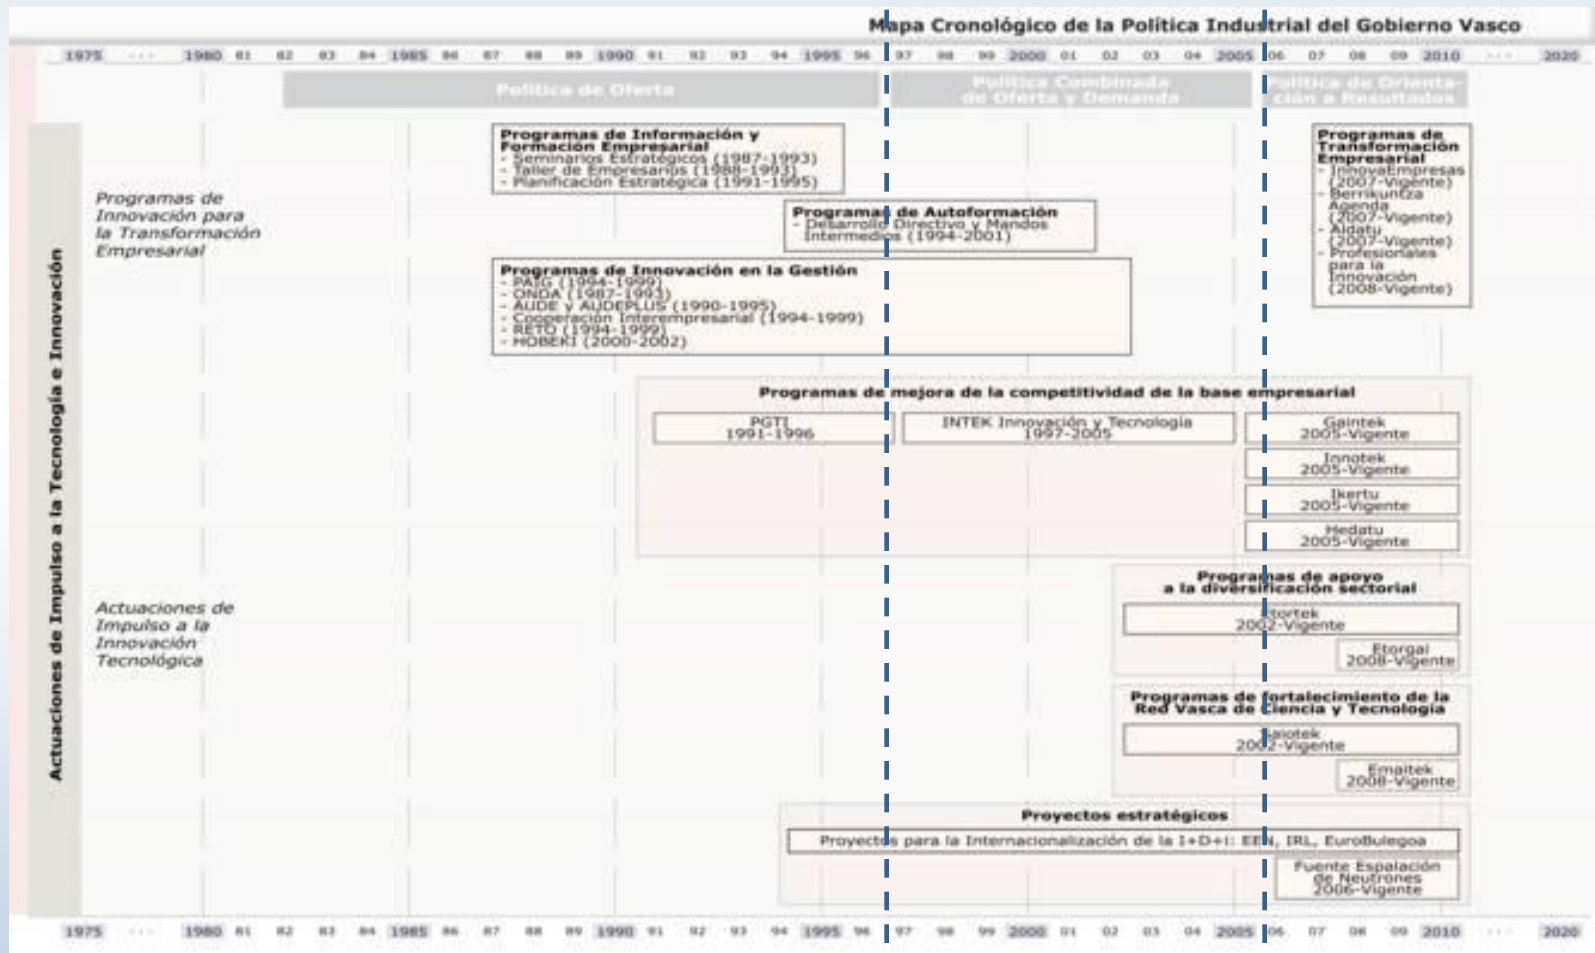 Mapa Cronológico de la Política Industrial del Gobierno Vasco
1975 ... 1980 81 82 83 84 1985 86 87 88 89 1990 91 92 93 94 1995 96 97 98 99 2000 01 02 03 04 2005 06 07 08 09 2010 ... 2020
Política de Oferta
Política Combinada
de Oferta y Demanda
Política de Orienta-
ción a Resultados
Actuaciones de Impulso a la Tecnología e Innovación
Programas de
Innovación para
la Transformación
Empresarial
Programas de Información y
Formación Empresarial
- Seminarios Estratégicos (1987-1993)
- Taller de Empresarios (1988-1993)
- Planificación Estratégica (1991-1995)
Programas de Autoformación
- Desarrollo Directivo y Mandos
Intermedios (1994-2001)
Programas de Innovación en la Gestión
- PAIG (1994-1999)
- ONDA (1987-1993)
- AUDE y AUDEPLUS (1990-1995)
- Cooperación Interempresarial (1994-1999)
- RETO (1994-1999)
- HOBEKI (2000-2002)
Programas de
Transformación
Empresarial
- InnovaEmpresas
(2007-Vigente)
- Berrikuntza
Agenda
(2007-Vigente)
- Aldatu
(2007-Vigente)
- Profesionales
para la
Innovación
(2008-Vigente)
Actuaciones de
Impulso a la
Innovación
Tecnológica
Programas de mejora de la competitividad de la base empresarial
PGTI
1991-1996
INTEK Innovación y Tecnología
1997-2005
Gaintek
2005-Vigente
Innotek
2005-Vigente
Ikertu
2005-Vigente
Hedatu
2005-Vigente
Programas de apoyo
a la diversificación sectorial
Etortek
2002-Vigente
Etorgai
2008-Vigente
Programas de fortalecimiento de la
Red Vasca de Ciencia y Tecnología
Saiotek
2002-Vigente
Emaitek
2008-Vigente
Proyectos estratégicos
Proyectos para la Internacionalización de la I+D+i: EEN, IRL, EuroBulegoa
Fuente Espalación
de Neutrones
2006-Vigente
1975 ... 1980 81 82 83 84 1985 86 87 88 89 1990 91 92 93 94 1995 96 97 98 99 2000 01 02 03 04 2005 06 07 08 09 2010 ... 2020